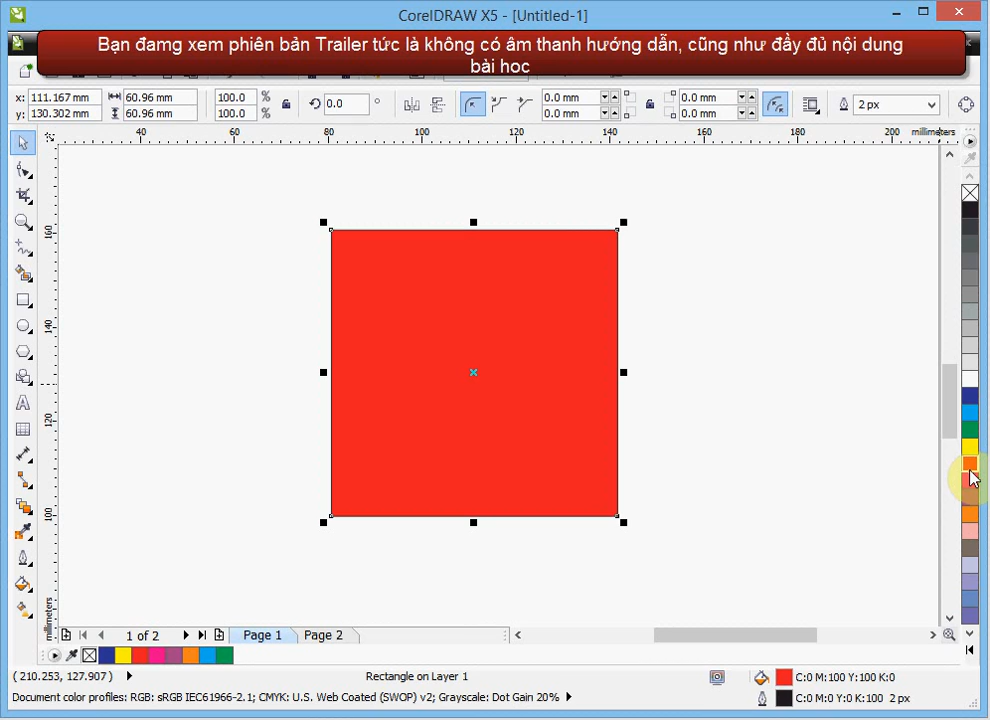 CorelDRAW X5 - [Untitled-1]
Bạn đamg xem phiên bản Trailer tức là không có âm thanh hướng dẫn, cũng như đầy đủ nội dung
bài học
x: 111.167 mm 60.96 mm 100.0 % 0.0 ° 0.0 mm 0.0 mm 2 px
y: 130.302 mm 60.96 mm 100.0 % 0.0 mm 0.0 mm
40 60 80 100 120 140 160 180 200 millimeters
160
140
120
100
millimeters
1 of 2 Page 1 Page 2
( 210.253, 127.907 ) Rectangle on Layer 1 C:0 M:100 Y:100 K:0
Document color profiles: RGB: sRGB IEC61966-2.1; CMYK: U.S. Web Coated (SWOP) v2; Grayscale: Dot Gain 20% C:0 M:0 Y:0 K:100 2 px